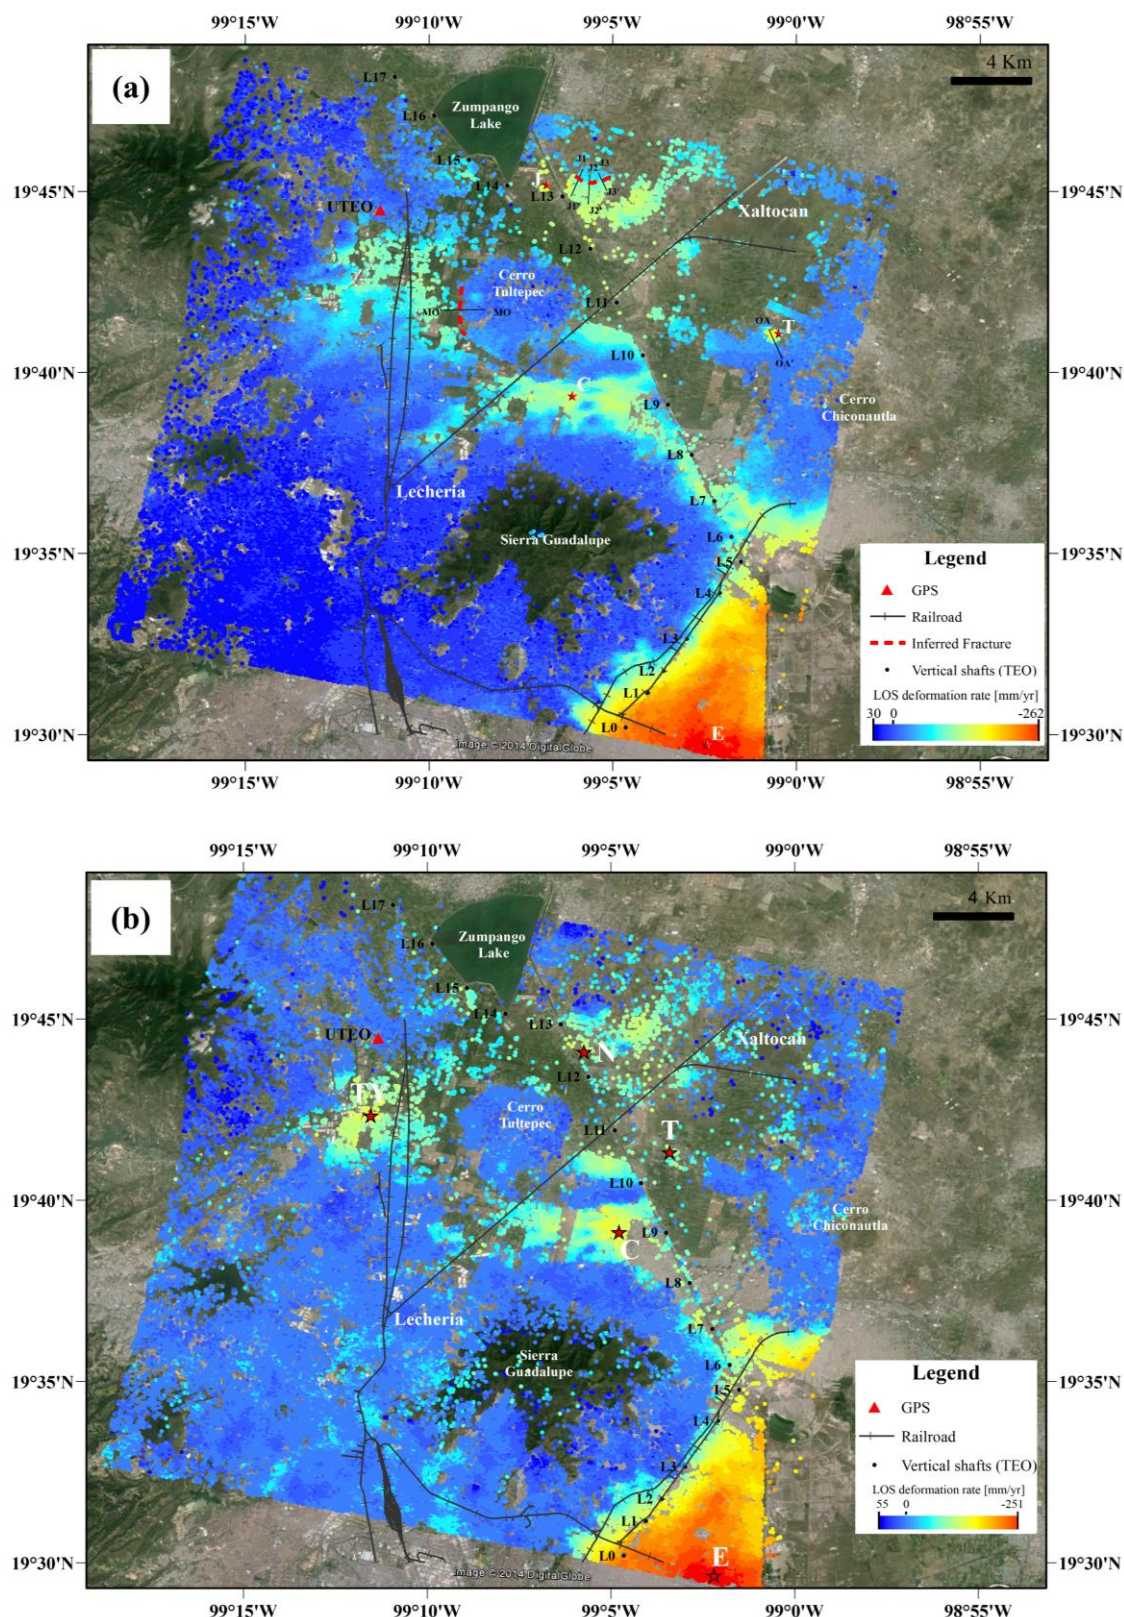 99°15'W 99°10'W 99°5'W 99°0'W 98°55'W
(a)
4 Km
L17
Zumpango
Lake
L16
L15
J1
J2
J3
19°45'N
L14
J
L13
J1'
J2'
J3'
19°45'N
UTEO
Xaltocan
L12
Cerro
Tultepec
L11
MO
MO
OA
T
OA'
L10
19°40'N
C
19°40'N
L9
Cerro
Chiconautla
L8
Lecheria
L7
Sierra Guadalupe
L6
19°35'N
L5
19°35'N
L4
L3
L2
L1
L0
E
19°30'N
19°30'N
Image © 2014 DigitalGlobe
Legend
GPS
Railroad
Inferred Fracture
Vertical shafts (TEO)
LOS deformation rate [mm/yr]
30 0 -262
99°15'W 99°10'W 99°5'W 99°0'W 98°55'W
99°15'W 99°10'W 99°5'W 99°0'W 98°55'W
(b)
4 Km
L17
Zumpango
Lake
L16
L15
19°45'N
L14
L13
19°45'N
UTEO
Xaltocan
N
L12
TY
Cerro
Tultepec
L11
T
L10
19°40'N
19°40'N
L9
C
Cerro
Chiconautla
L8
Lecheria
L7
Sierra
Guadalupe
L6
19°35'N
L5
19°35'N
L4
L3
L2
L1
L0
E
19°30'N
19°30'N
Image © 2014 DigitalGlobe
Legend
GPS
Railroad
Vertical shafts (TEO)
LOS deformation rate [mm/yr]
55 0 -251
99°15'W 99°10'W 99°5'W 99°0'W 98°55'W